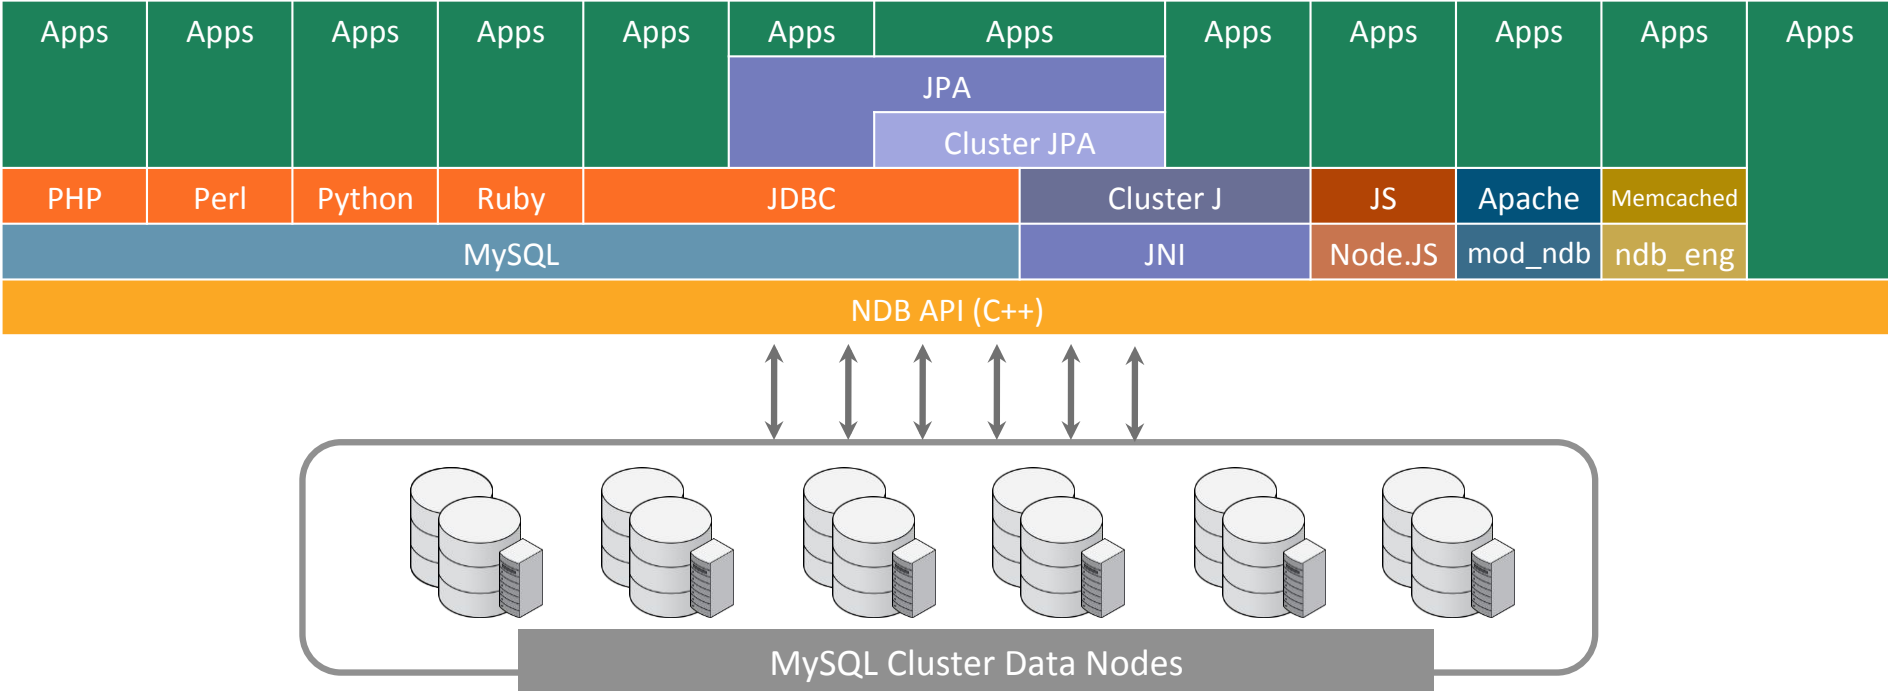 Apps Apps Apps Apps Apps Apps Apps Apps Apps Apps Apps Apps
JPA
Cluster JPA
PHP Perl Python Ruby JDBC Cluster J JS Apache Memcached
MySQL JNI Node.JS mod_ndb ndb_eng
NDB API (C++)
MySQL Cluster Data Nodes